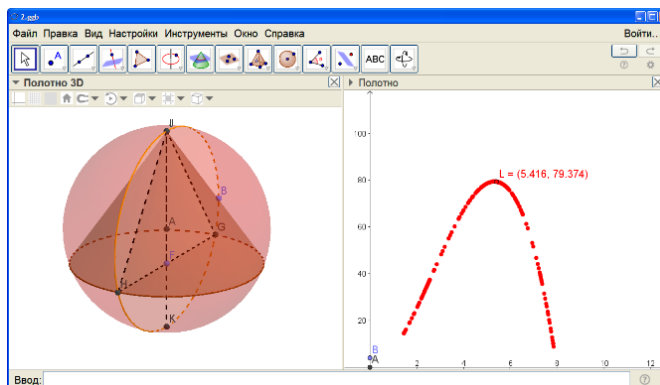 2.ggb
Файл Правка Вид Настройки Инструменты Окно Справка
Войти...
ABC
Полотно 3D
Полотно
J
B
A
G
F
H
K
100
80
60
40
20
L = (5.416, 79.374)
B
A
2 4 6 8 10 12
Ввод: